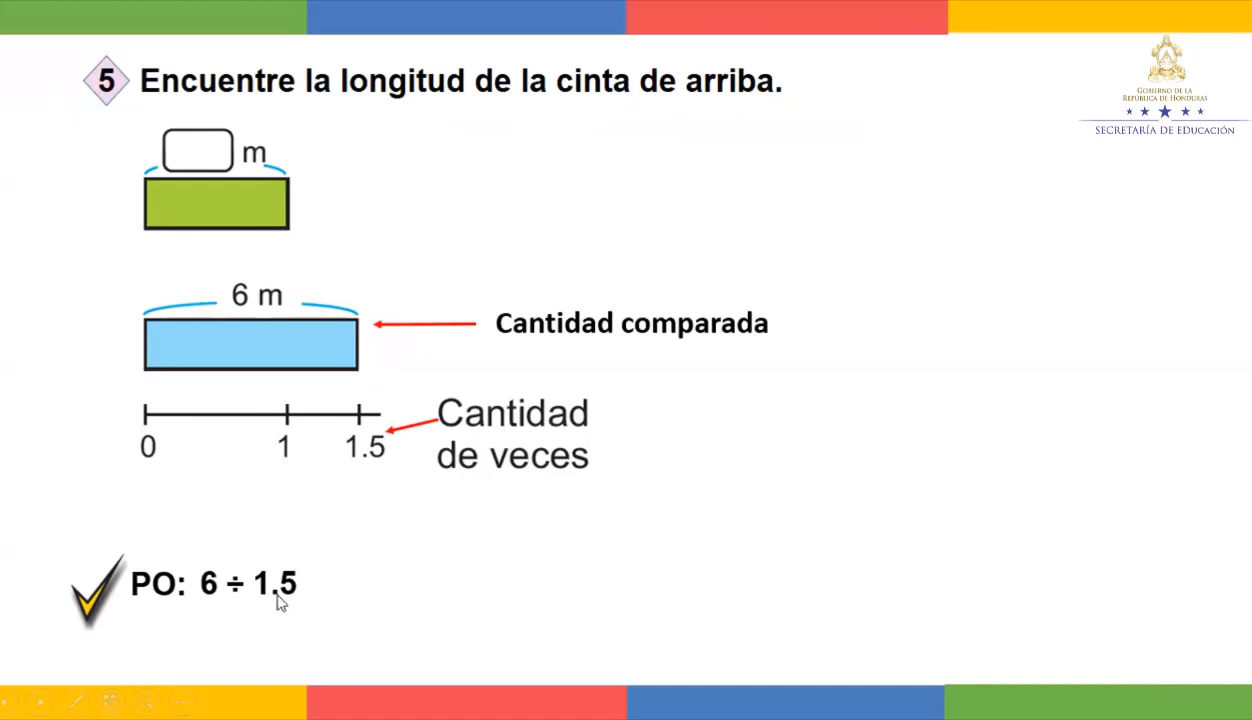 5 Encuentre la longitud de la cinta de arriba.
GOBIERNO DE LA
REPÚBLICA DE HONDURAS
SECRETARÍA DE EDUCACIÓN
m
6 m
Cantidad comparada
0 1 1.5
Cantidad
de veces
PO: 6 ÷ 1.5